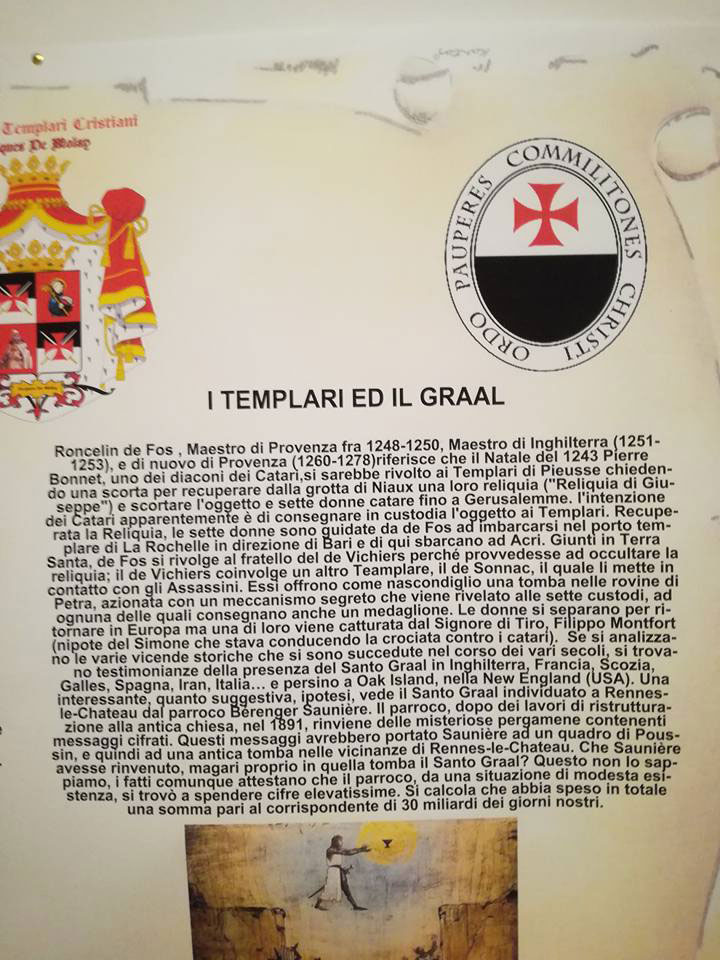 Templari Cristiani
ques De Molay
ORDO PAUPERES COMMILITONES CHRISTI
I TEMPLARI ED IL GRAAL
Roncelin de Fos , Maestro di Provenza fra 1248-1250, Maestro di Inghilterra (1251-
1253), e di nuovo di Provenza (1260-1278)riferisce che il Natale del 1243 Pierre
Bonnet, uno dei diaconi dei Catari,si sarebbe rivolto ai Templari di Pieusse chieden-
do una scorta per recuperare dalla grotta di Niaux una loro reliquia ("Reliquia di Giu-
seppe") e scortare l'oggetto e sette donne catare fino a Gerusalemme. l'intenzione
dei Catari apparentemente è di consegnare in custodia l'oggetto ai Templari. Recupe-
rata la Reliquia, le sette donne sono guidate da de Fos ad imbarcarsi nel porto tem-
plare di La Rochelle in direzione di Bari e di qui sbarcano ad Acri. Giunti in Terra
Santa, de Fos si rivolge al fratello del de Vichiers perché provvedesse ad occultare la
reliquia; il de Vichiers coinvolge un altro Teamplare, il de Sonnac, il quale li mette in
contatto con gli Assassini. Essi offrono come nascondiglio una tomba nelle rovine di
Petra, azionata con un meccanismo segreto che viene rivelato alle sette custodi, ad
ognuna delle quali consegnano anche un medaglione. Le donne si separano per ri-
tornare in Europa ma una di loro viene catturata dal Signore di Tiro, Filippo Montfort
(nipote del Simone che stava conducendo la crociata contro i catari). Se si analizza-
no le varie vicende storiche che si sono succedute nel corso dei vari secoli, si trova-
no testimonianze della presenza del Santo Graal in Inghilterra, Francia, Scozia,
Galles, Spagna, Iran, Italia... e persino a Oak Island, nella New England (USA). Una
interessante, quanto suggestiva, ipotesi, vede il Santo Graal individuato a Rennes-
le-Chateau dal parroco Bérenger Saunière. Il parroco, dopo dei lavori di ristruttura-
zione alla antica chiesa, nel 1891, rinviene delle misteriose pergamene contenenti
messaggi cifrati. Questi messaggi avrebbero portato Saunière ad un quadro di Pous-
sin, e quindi ad una antica tomba nelle vicinanze di Rennes-le-Chateau. Che Saunière
avesse rinvenuto, magari proprio in quella tomba il Santo Graal? Questo non lo sap-
piamo, i fatti comunque attestano che il parroco, da una situazione di modesta esi-
stenza, si trovò a spendere cifre elevatissime. Si calcola che abbia speso in totale
una somma pari al corrispondente di 30 miliardi dei giorni nostri.